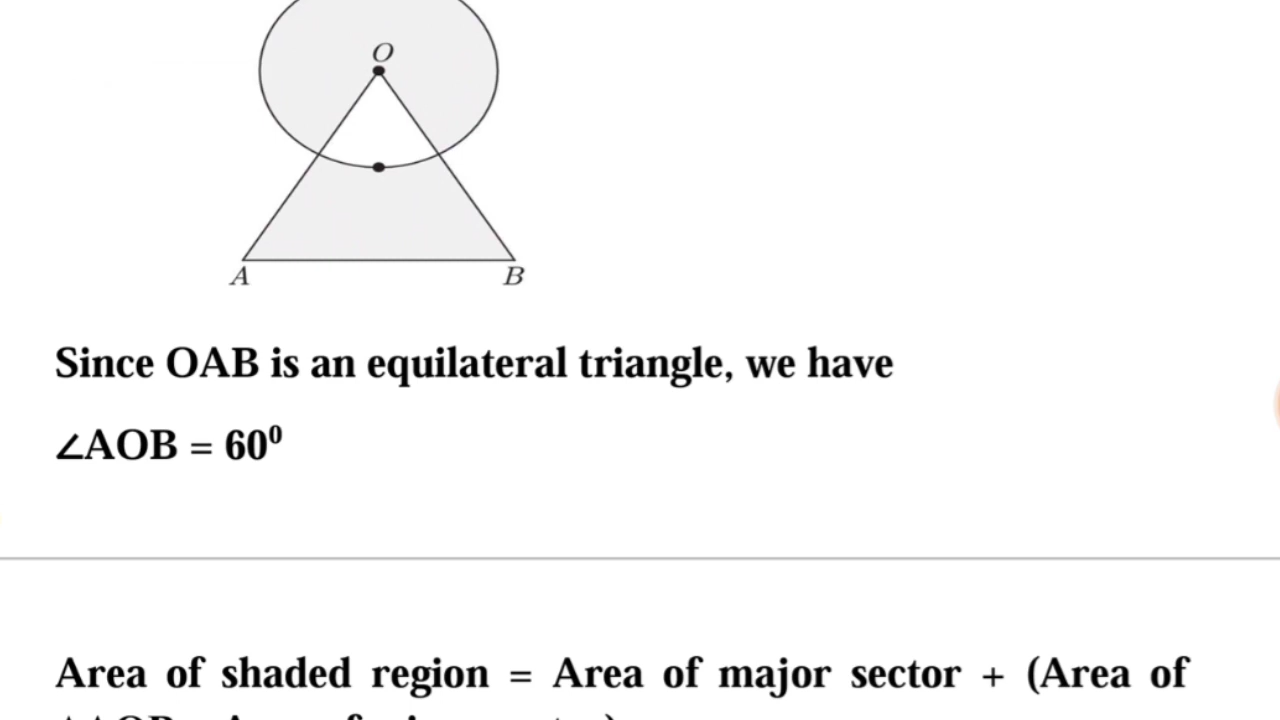 O
A
B
Since OAB is an equilateral triangle, we have
∠AOB = 60⁰
Area of shaded region = Area of major sector + (Area of